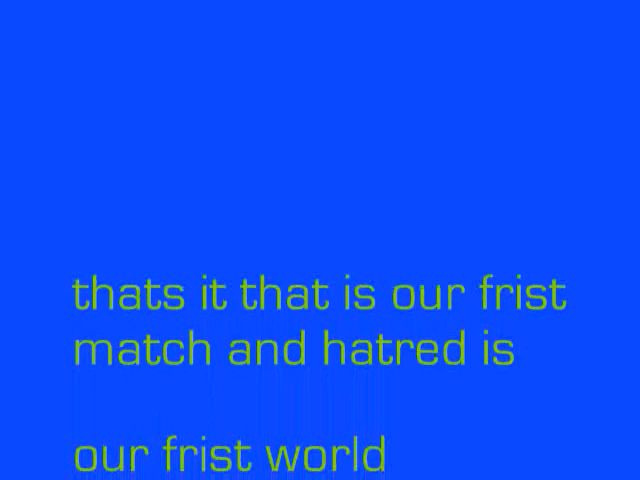 thats it that is our frist
match and hatred is
our frist world